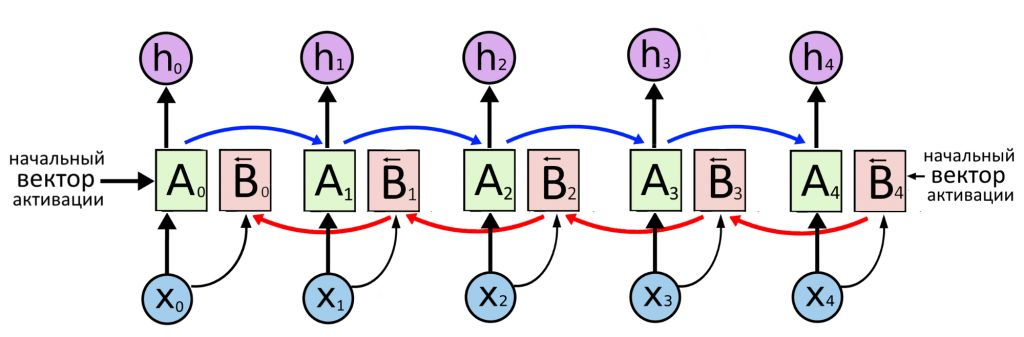 h₀ h₁ h₂ h₃ h₄
начальный
вектор
активации
A₀ B₀ A₁ B₁ A₂ B₂ A₃ B₃ A₄ B₄
начальный
вектор
активации
x₀ x₁ x₂ x₃ x₄